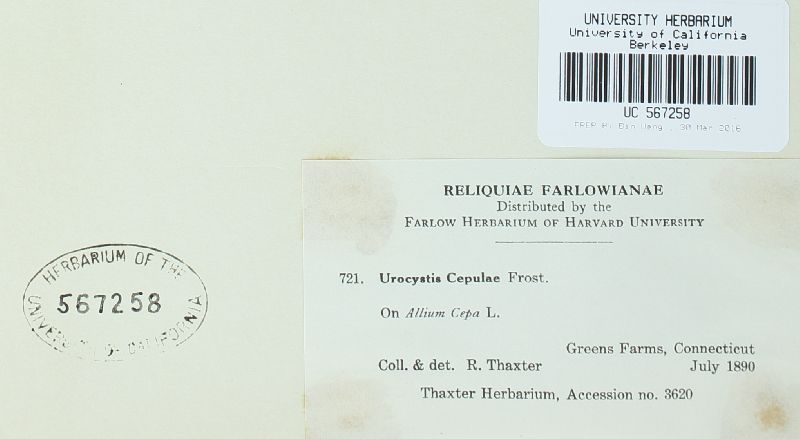 UNIVERSITY HERBARIUM
University of California
Berkeley
UC 567258
RELIQUIAE FARLOWIANAE
Distributed by the
FARLOW HERBARIUM OF HARVARD UNIVERSITY
721. Urocystis Cepulae Frost.
On Allium Cepa L.
Greens Farms, Connecticut
Coll. & det. R. Thaxter July 1890
Thaxter Herbarium, Accession no. 3620
HERBARIUM OF THE
567258
UNIVERSITY OF CALIFORNIA